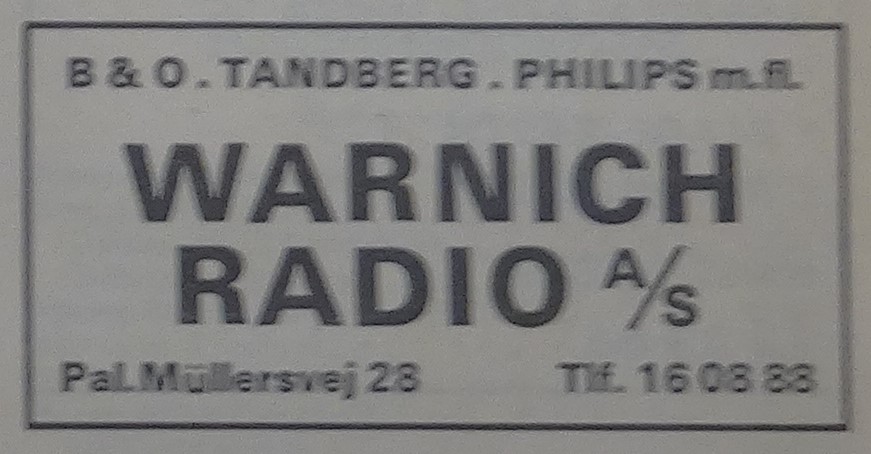 B & O . TANDBERG . PHILIPS m.fl.
WARNICH
RADIO A/S
Pal.Müllersvej 28 Tlf. 16 08 88